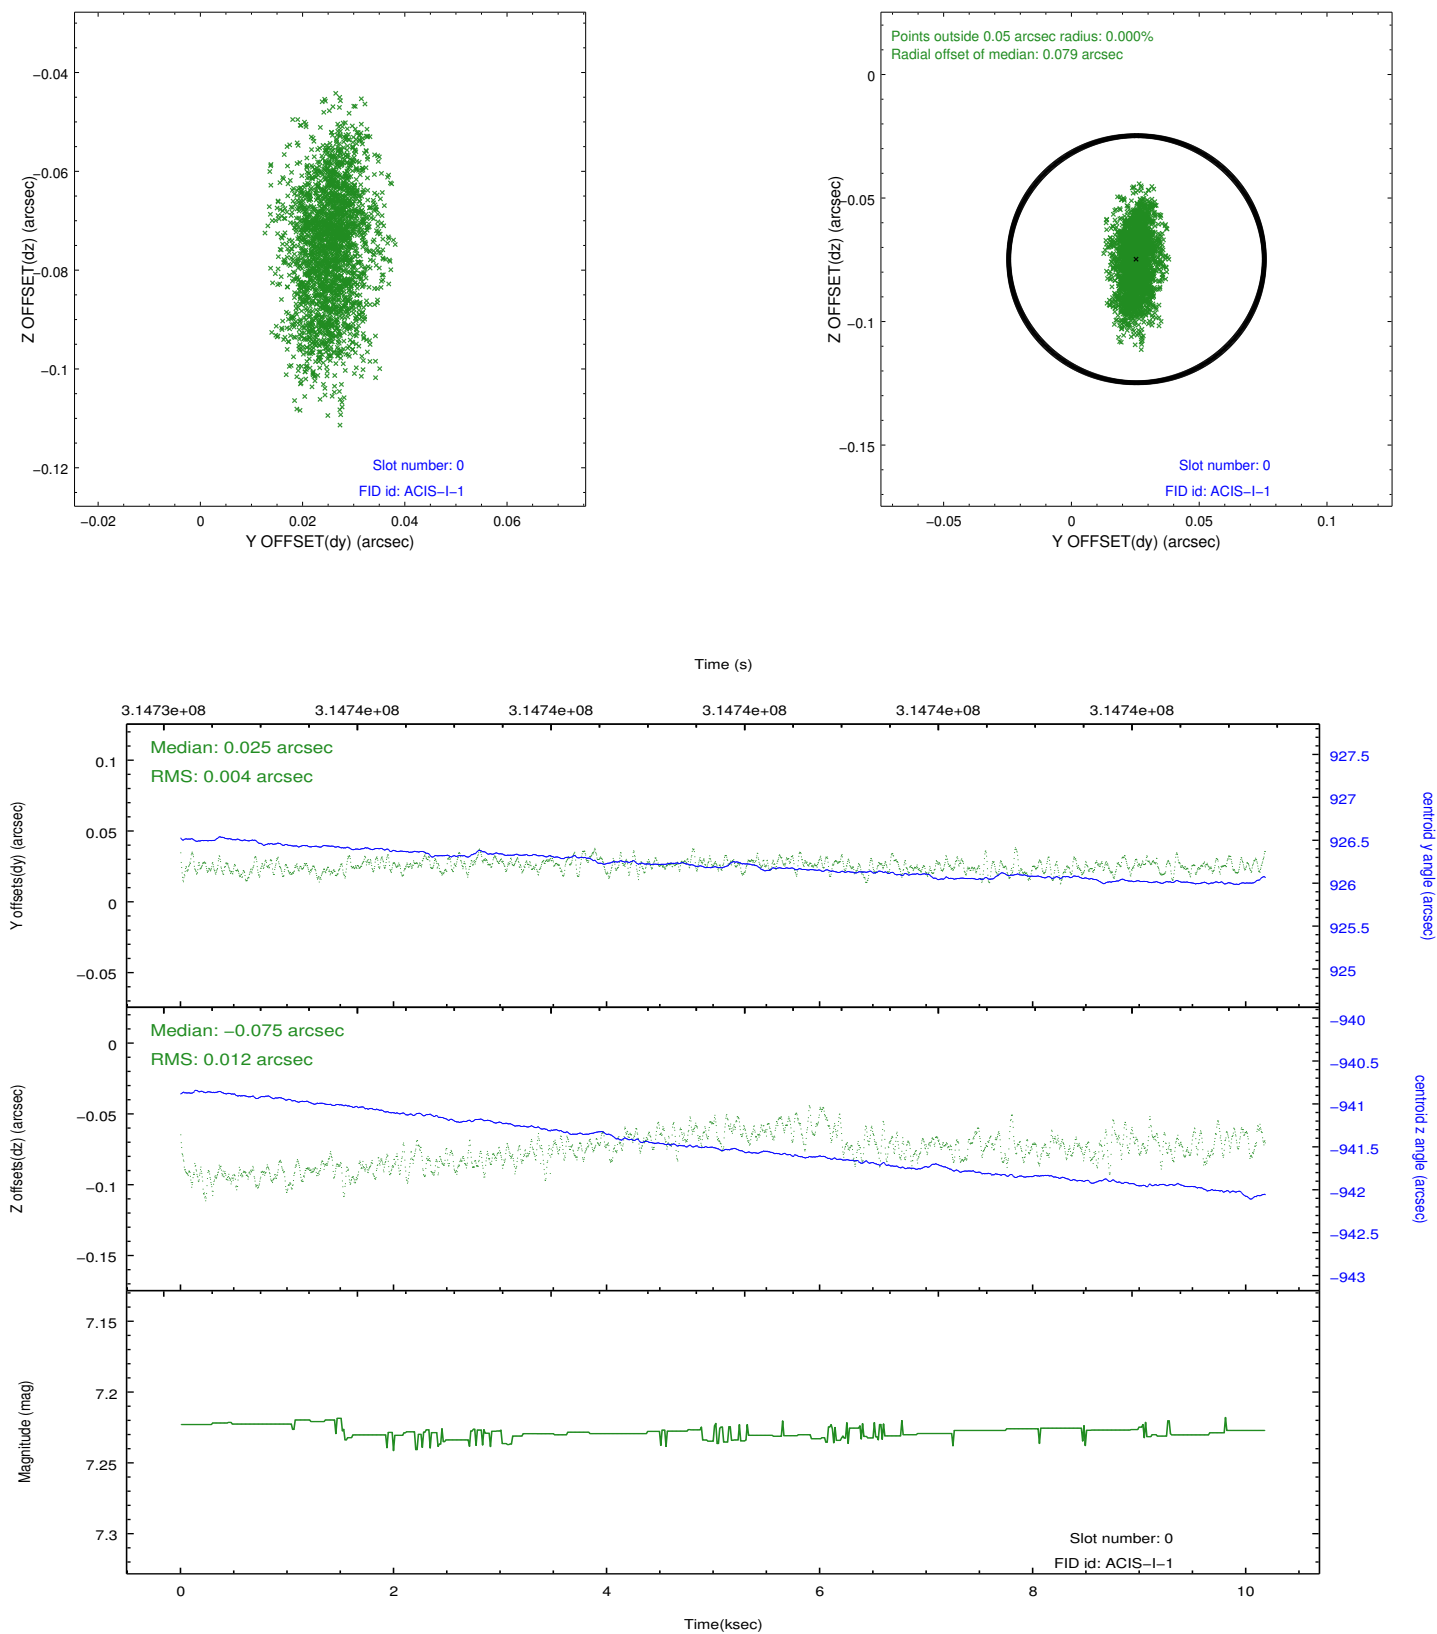 −0.04
−0.06
−0.08
−0.1
−0.12
Z OFFSET(dz) (arcsec)
Slot number: 0
FID id: ACIS−I−1
−0.02
0
0.02
0.04
0.06
Y OFFSET(dy) (arcsec)
Points outside 0.05 arcsec radius: 0.000%
Radial offset of median: 0.079 arcsec
0
−0.05
−0.1
−0.15
Z OFFSET(dz) (arcsec)
Slot number: 0
FID id: ACIS−I−1
−0.05
0
0.05
0.1
Y OFFSET(dy) (arcsec)
Time (s)
3.1473e+08
3.1474e+08
3.1474e+08
3.1474e+08
3.1474e+08
3.1474e+08
Median: 0.025 arcsec
RMS: 0.004 arcsec
0.1
0.05
0
−0.05
Y offsets(dy) (arcsec)
927.5
927
926.5
926
925.5
925
centroid y angle (arcsec)
Median: −0.075 arcsec
RMS: 0.012 arcsec
0
−0.05
−0.1
−0.15
Z offsets(dz) (arcsec)
−940
−940.5
−941
−941.5
−942
−942.5
−943
centroid z angle (arcsec)
7.15
7.2
7.25
7.3
Magnitude (mag)
Slot number: 0
FID id: ACIS−I−1
0
2
4
6
8
10
Time(ksec)